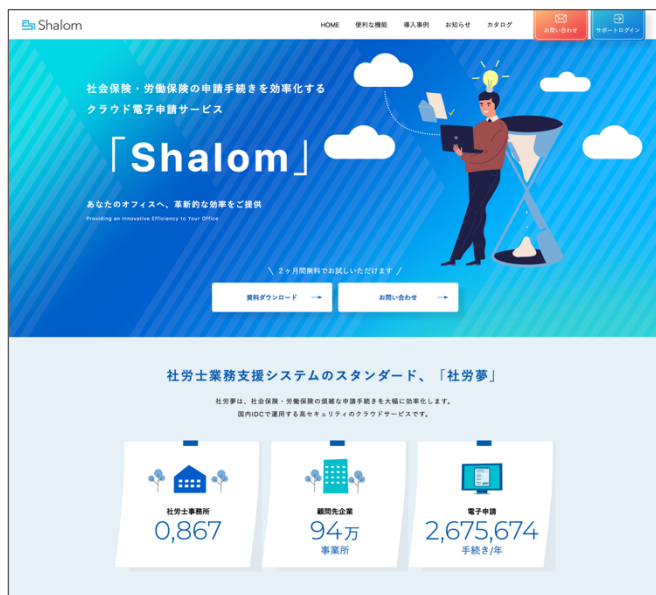 Shalom
HOME 便利な機能 導入事例 お知らせ カタログ
お問い合わせ サポートログイン
社会保険・労働保険の申請手続きを効率化する
クラウド電子申請サービス
「Shalom」
あなたのオフィスへ、革新的な効率をご提供
Providing an Innovative Efficiency to Your Office
\ 2ヶ月間無料でお試しいただけます /
資料ダウンロード → お問い合わせ →
社労士業務支援システムのスタンダード、「社労夢」
社労夢は、社会保険・労働保険の煩雑な申請手続きを大幅に効率化します。
国内IDCで運用する高セキュリティのクラウドサービスです。
社労士事務所
0,867
顧問先企業
94万
事業所
電子申請
2,675,674
手続き/年